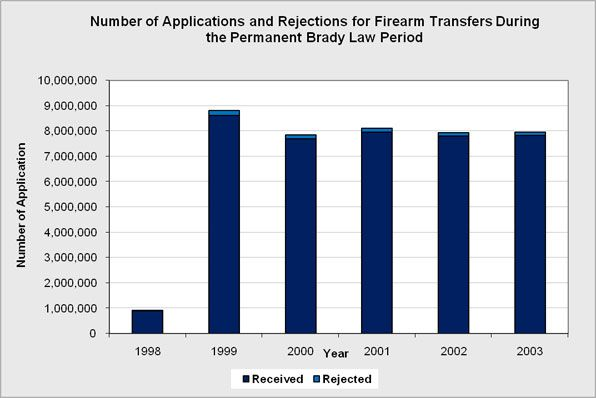 Number of Applications and Rejections for Firearm Transfers During
the Permanent Brady Law Period
10,000,000
9,000,000
8,000,000
7,000,000
6,000,000
5,000,000
4,000,000
3,000,000
2,000,000
1,000,000
0
Number of Application
1998
1999
2000
2001
2002
2003
Year
Received
Rejected